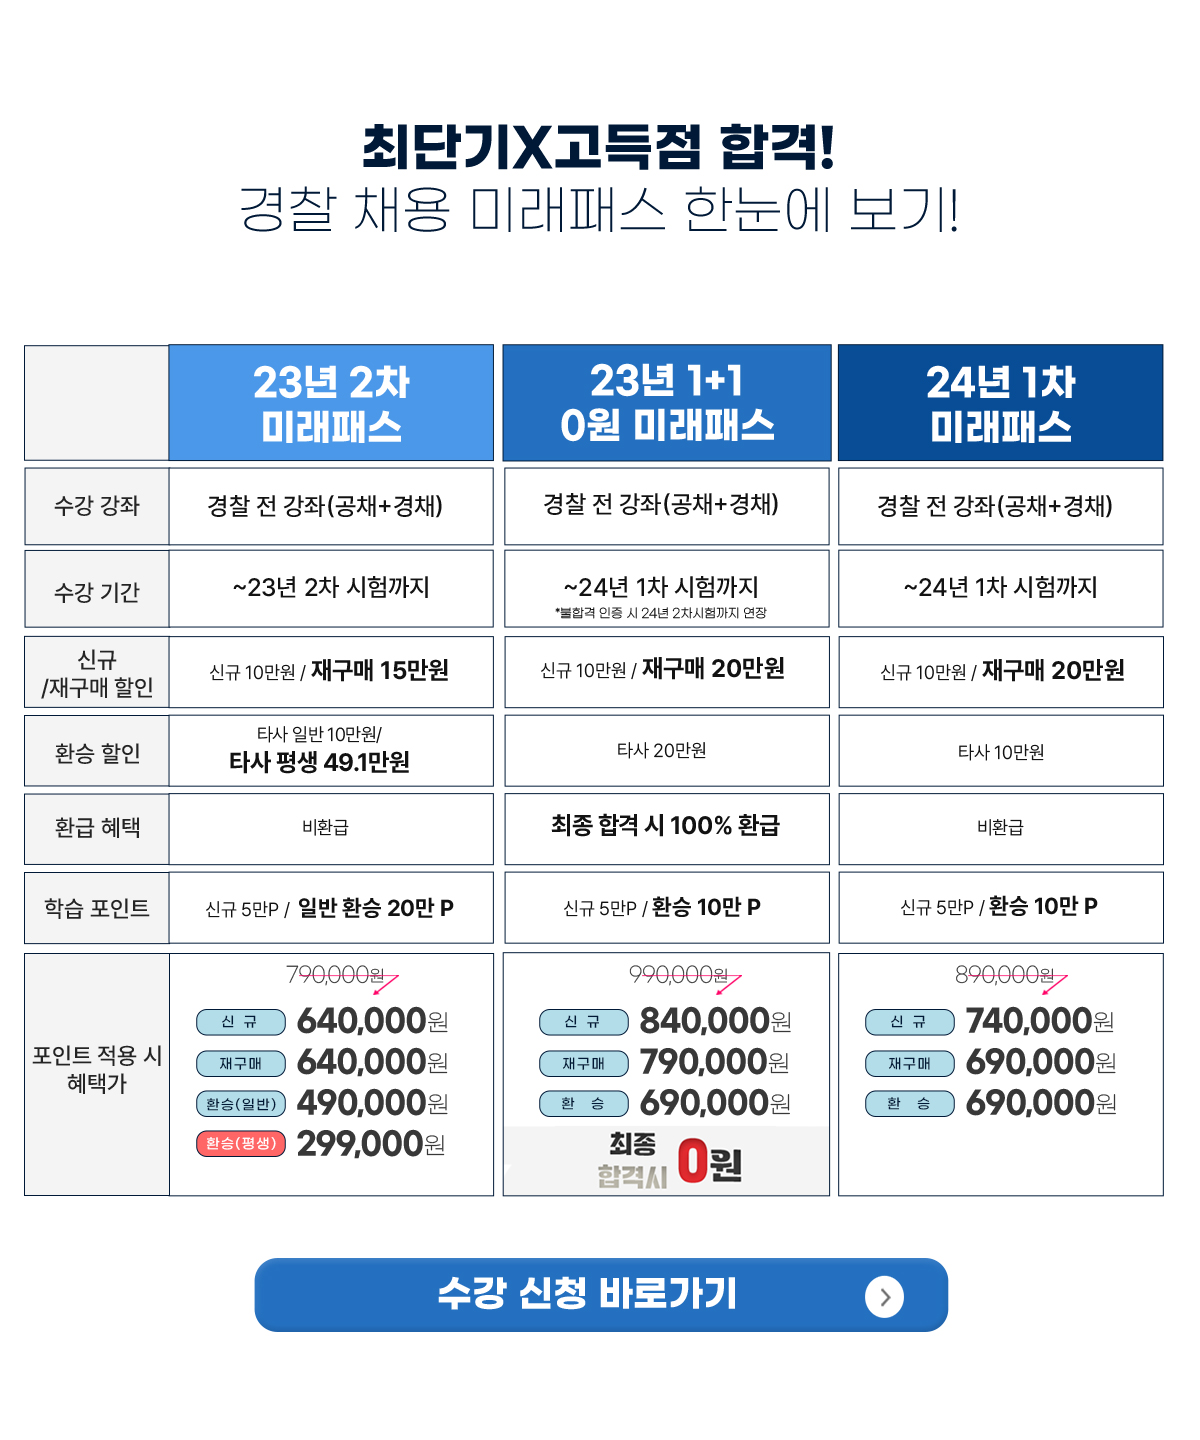 최단기X고득점 합격!
경찰 채용 미래패스 한눈에 보기!
23년 2차
미래패스
23년 1+1
0원 미래패스
24년 1차
미래패스
수강 강좌
경찰 전 강좌(공채+경채)
경찰 전 강좌(공채+경채)
경찰 전 강좌(공채+경채)
수강 기간
~23년 2차 시험까지
~24년 1차 시험까지
*불합격 인증 시 24년 2차시험까지 연장
~24년 1차 시험까지
신규
/재구매 할인
신규 10만원 / 재구매 15만원
신규 10만원 / 재구매 20만원
신규 10만원 / 재구매 20만원
환승 할인
타사 일반 10만원/
타사 평생 49.1만원
타사 20만원
타사 10만원
환급 혜택
비환급
최종 합격 시 100% 환급
비환급
학습 포인트
신규 5만P / 일반 환승 20만 P
신규 5만P / 환승 10만 P
신규 5만P / 환승 10만 P
포인트 적용 시
혜택가
790,000원
신 규 640,000원
재구매 640,000원
환승(일반) 490,000원
환승(평생) 299,000원
990,000원
신 규 840,000원
재구매 790,000원
환 승 690,000원
최종
합격시 0원
890,000원
신 규 740,000원
재구매 690,000원
환 승 690,000원
수강 신청 바로가기